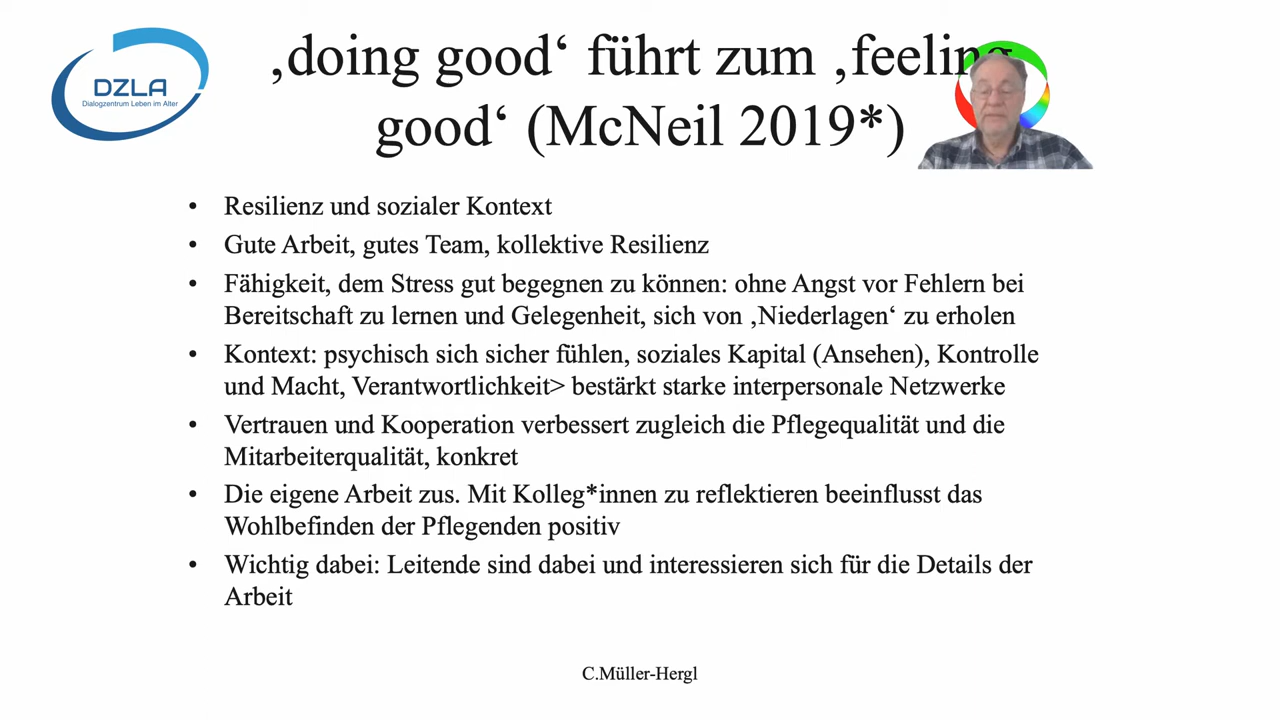 DZLA
Dialogzentrum Leben im Alter
‚doing good‘ führt zum ‚feeling
good‘ (McNeil 2019*)
• Resilienz und sozialer Kontext
• Gute Arbeit, gutes Team, kollektive Resilienz
• Fähigkeit, dem Stress gut begegnen zu können: ohne Angst vor Fehlern bei
Bereitschaft zu lernen und Gelegenheit, sich von ‚Niederlagen‘ zu erholen
• Kontext: psychisch sich sicher fühlen, soziales Kapital (Ansehen), Kontrolle
und Macht, Verantwortlichkeit> bestärkt starke interpersonale Netzwerke
• Vertrauen und Kooperation verbessert zugleich die Pflegequalität und die
Mitarbeiterqualität, konkret
• Die eigene Arbeit zus. Mit Kolleg*innen zu reflektieren beeinflusst das
Wohlbefinden der Pflegenden positiv
• Wichtig dabei: Leitende sind dabei und interessieren sich für die Details der
Arbeit
C.Müller-Hergl